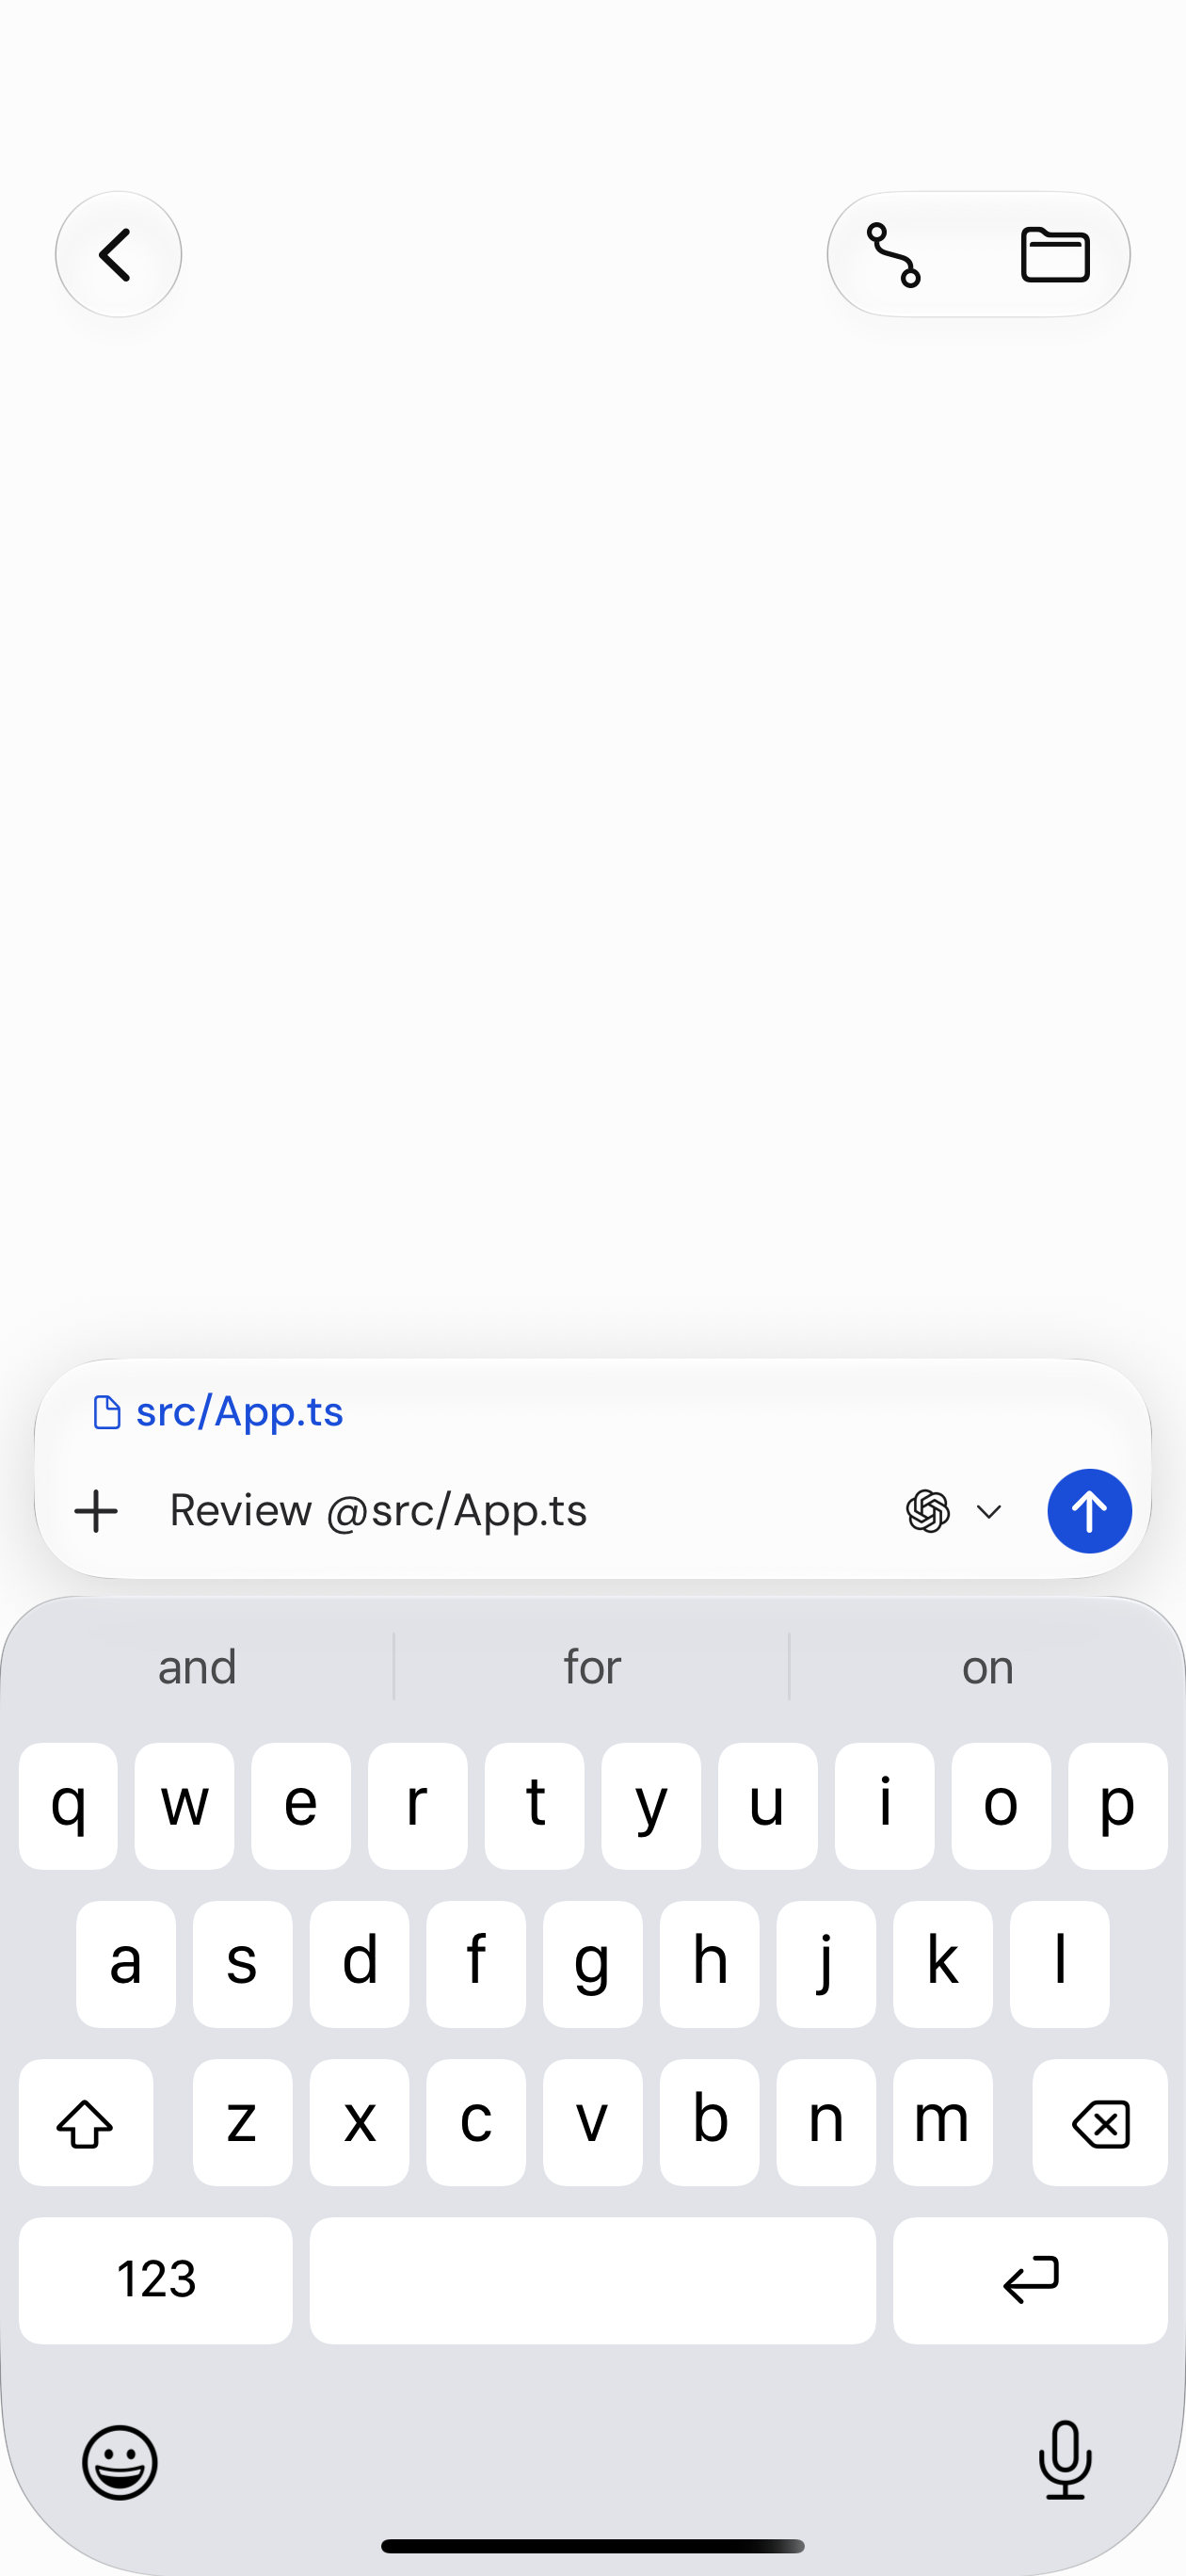 src/App.ts
Review @src/App.ts
and for on
q w e r t y u i o p
a s d f g h j k l
z x c v b n m
123